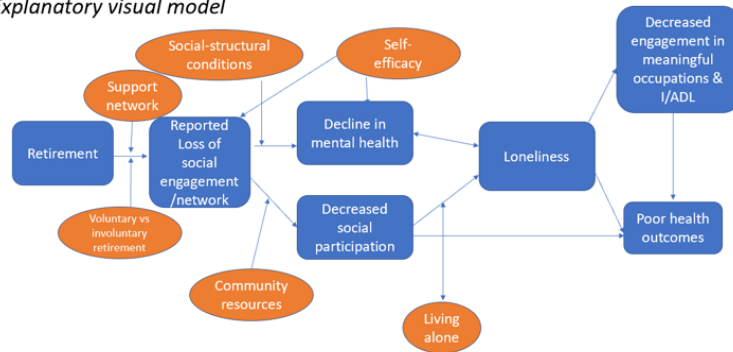 explanatory visual model
Social-structural
conditions
Self-
efficacy
Decreased
engagement in
meaningful
occupations &
I/ADL
Support
network
Retirement
Reported
Loss of
social
engagement
/network
Decline in
mental health
Loneliness
Voluntary vs
involuntary
retirement
Decreased
social
participation
Poor health
outcomes
Community
resources
Living
alone